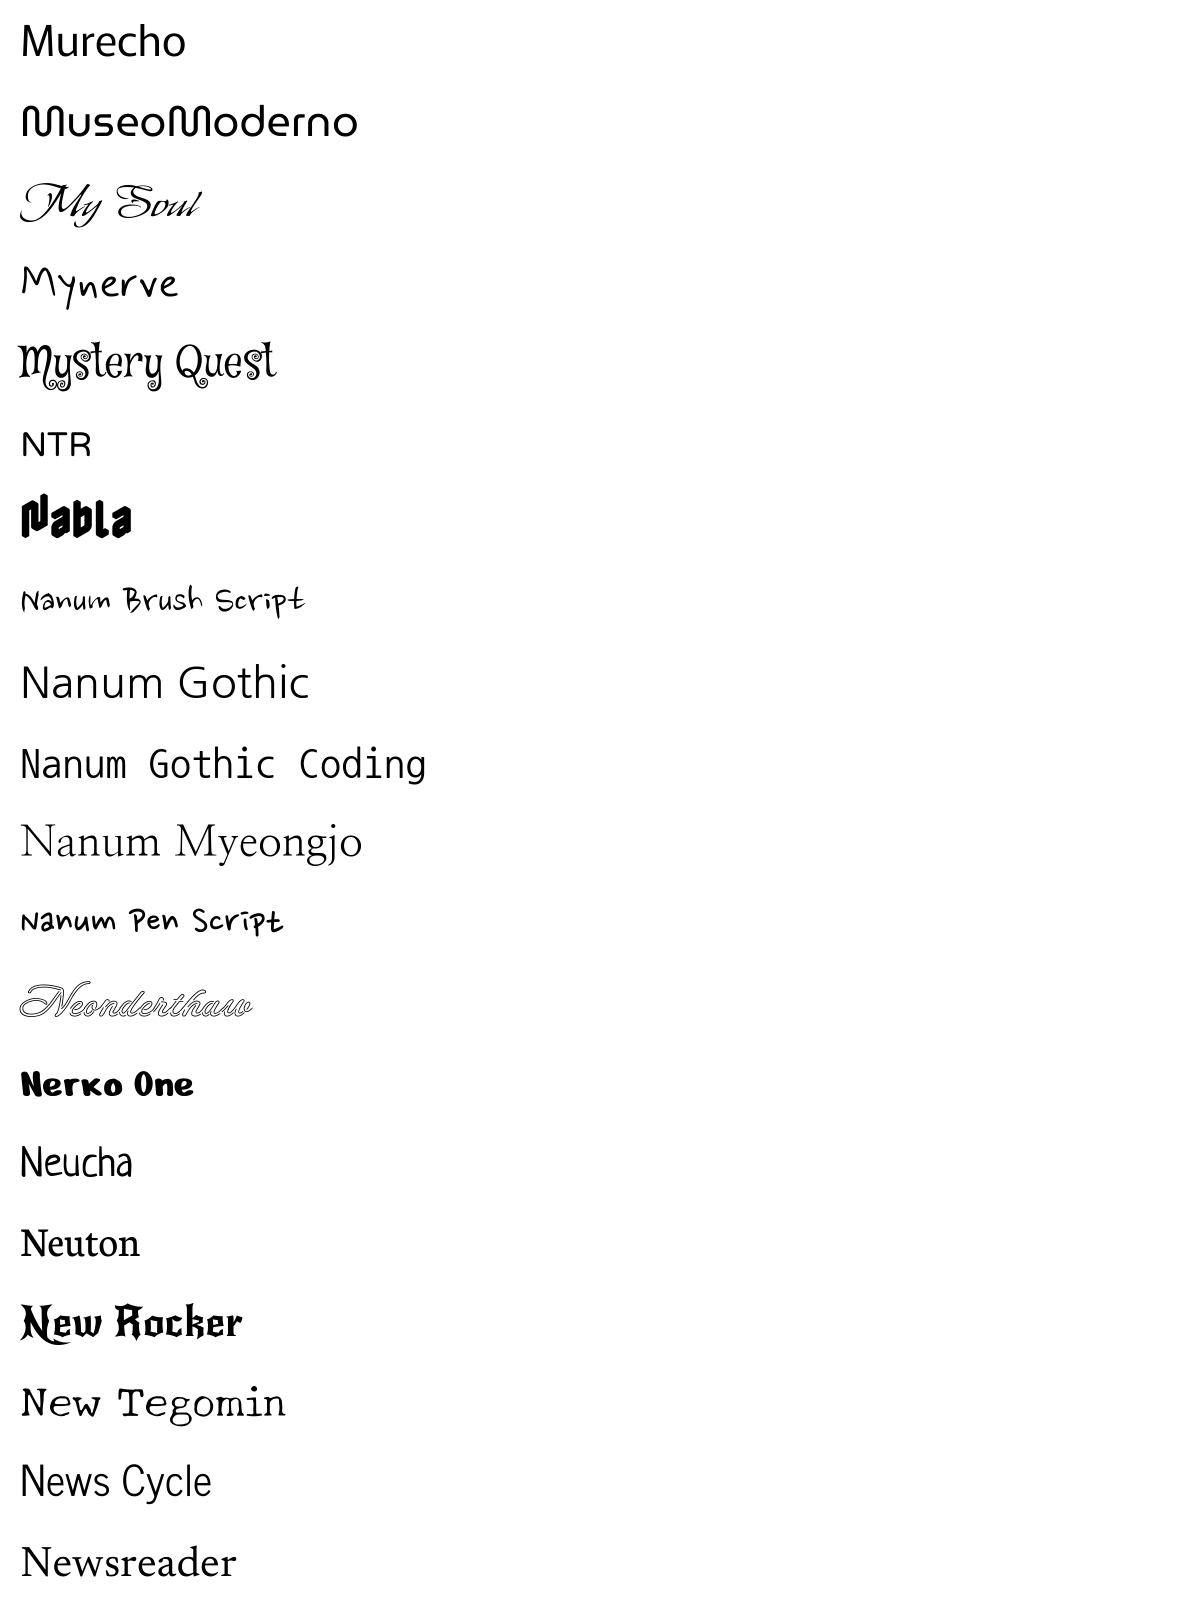 Murecho
MuseoModerno
My Soul
Mynerve
Mystery Quest
NTR
Nabla
Nanum Brush Script
Nanum Gothic
Nanum Gothic Coding
Nanum Myeongjo
Nanum Pen Script
Neonderthaw
Nerko One
Neucha
Neuton
New Rocker
New Tegomin
News Cycle
Newsreader